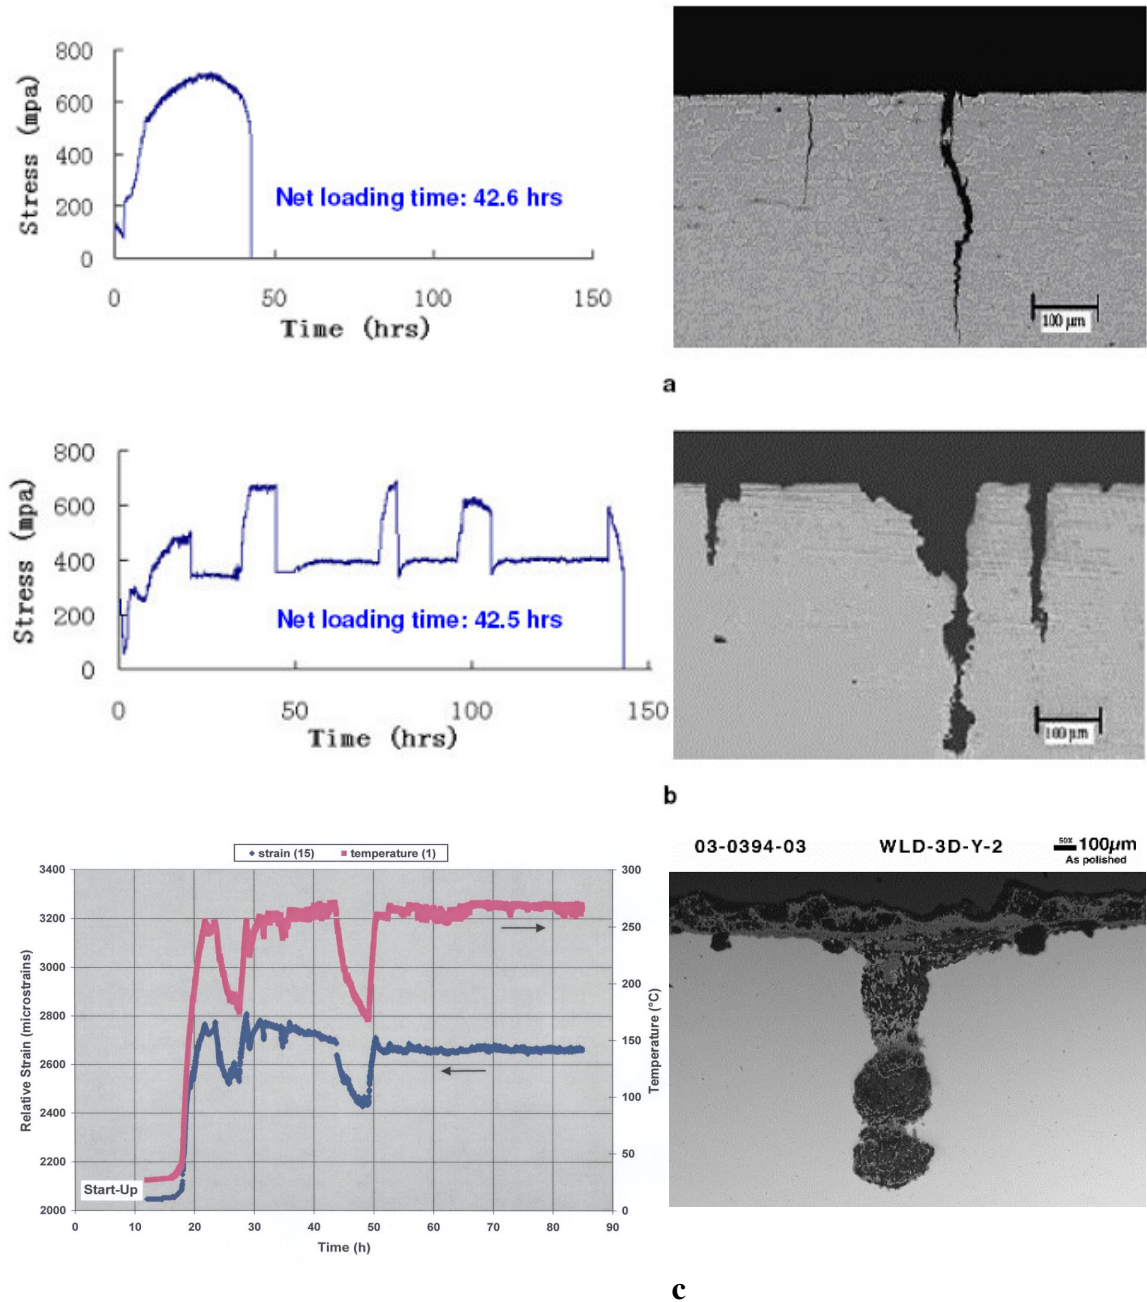 800
600
400
200
0
Stress (mpa)
Net loading time: 42.6 hrs
0 50 100 150
Time (hrs)
100 µm
a
800
600
400
200
0
Stress (mpa)
Net loading time: 42.5 hrs
0 50 100 150
Time (hrs)
100 µm
b
strain (15) temperature (1)
3400
3200
3000
2800
2600
2400
2200
2000
Relative Strain (microstrains)
300
250
200
150
100
50
0
Temperature (°C)
Start-Up
0 10 20 30 40 50 60 70 80 90
Time (h)
03-0394-03 WLD-3D-Y-2 50X 100µm
As polished
c